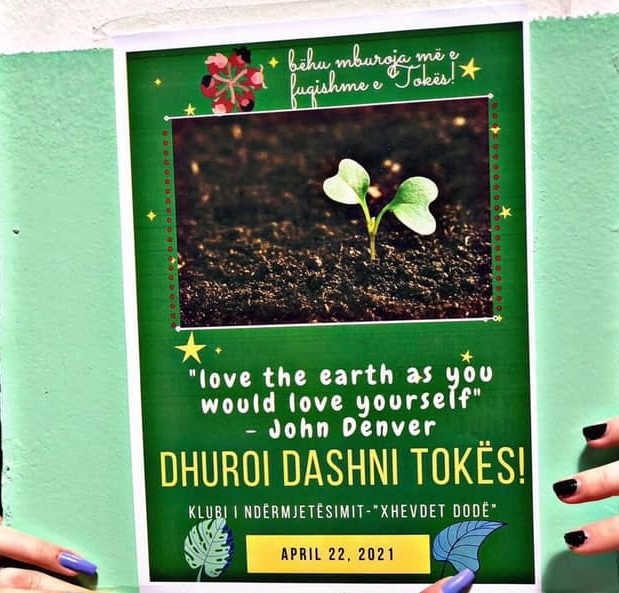 bëhu mburoja më e
fuqishme e Tokës!
"love the earth as you
would love yourself"
- John Denver
DHUROI DASHNI TOKËS!
KLUBI I NDËRMJETËSIMIT-"XHEVDET DODË"
APRIL 22, 2021